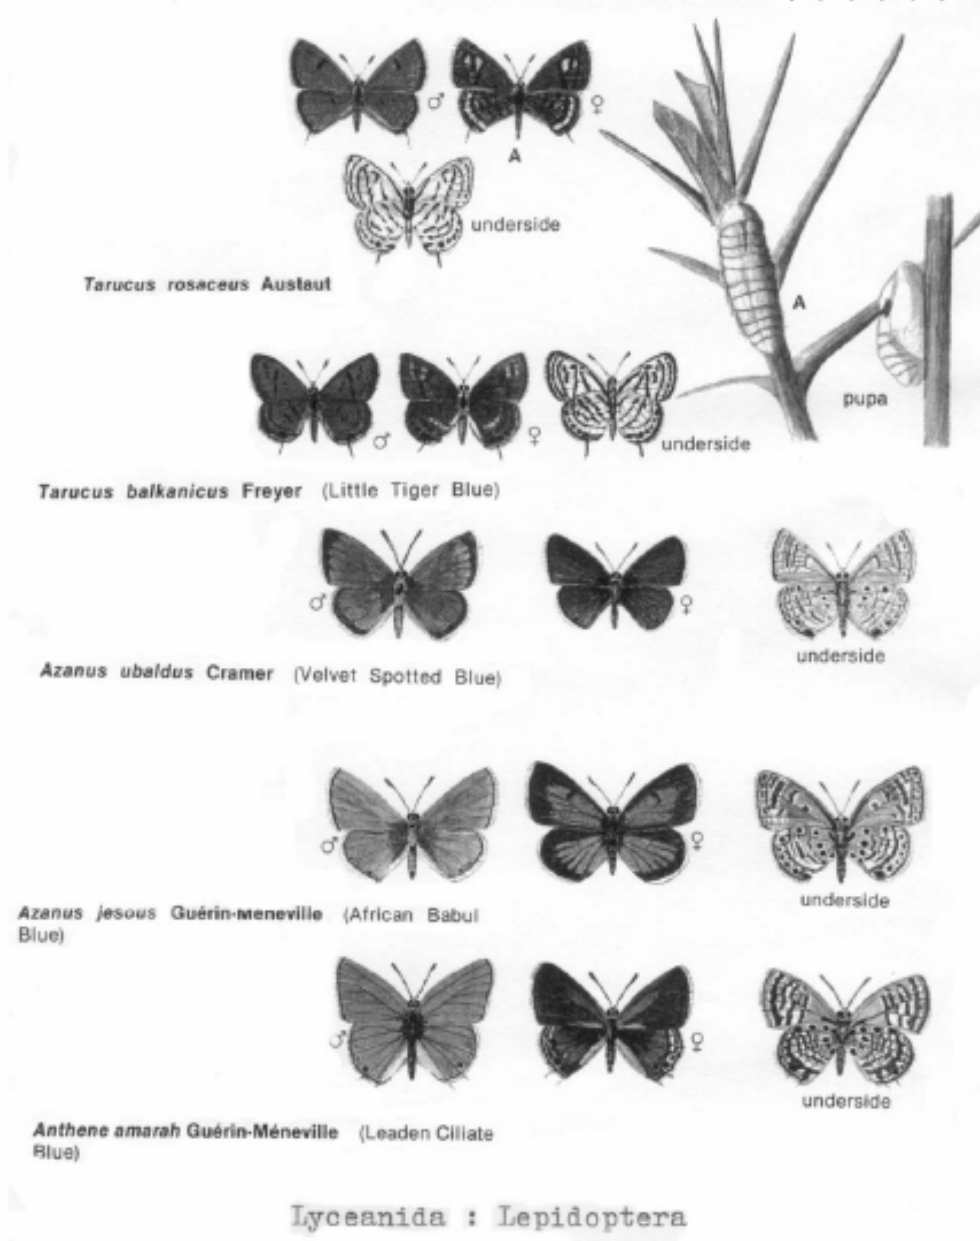 ♂
♀
A
underside
Tarucus rosaceus Austaut
A
pupa
♂
♀
underside
Tarucus balkanicus Freyer (Little Tiger Blue)
♂
♀
underside
Azanus ubaldus Cramer (Velvet Spotted Blue)
♂
♀
underside
Azanus jesous Guérin-Meneville (African Babul
Blue)
♂
♀
underside
Anthene amarah Guérin-Méneville (Leaden Ciliate
Blue)
Lyceanida : Lepidoptera